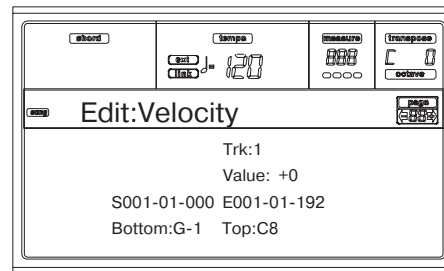 chord tempo measure transpose
ext
link
♩= 120 888 C 0
octave
song Edit:Velocity page
Trk:1
Value: +0
S001-01-000 E001-01-192
Bottom:G-1 Top:C8